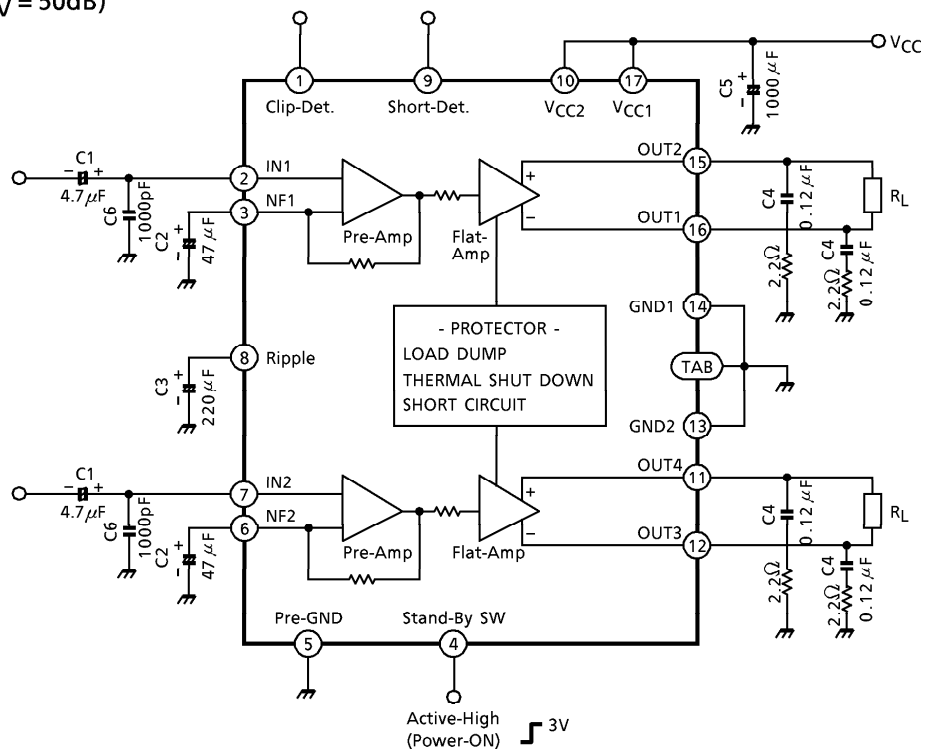 V = 50dB)
VCC
1
9
10
17
Clip-Det.
Short-Det.
VCC2
VCC1
C5
+
-
1000μF
C1
- +
4.7μF
C6
1000pF
2
IN1
3
NF1
C2
+
-
47μF
Pre-Amp
Flat-
Amp
+
-
OUT2
15
OUT1
16
C4
0.12μF
2.2Ω
C4
0.12μF
2.2Ω
RL
8
Ripple
C3
+
-
220μF
- PROTECTOR -
LOAD DUMP
THERMAL SHUT DOWN
SHORT CIRCUIT
GND1
14
TAB
GND2
13
C1
- +
4.7μF
C6
1000pF
7
IN2
6
NF2
C2
+
-
47μF
Pre-Amp
Flat-Amp
+
-
OUT4
11
OUT3
12
C4
0.12μF
2.2Ω
C4
0.12μF
2.2Ω
RL
Pre-GND
Stand-By SW
5
4
Active-High
(Power-ON)
3V